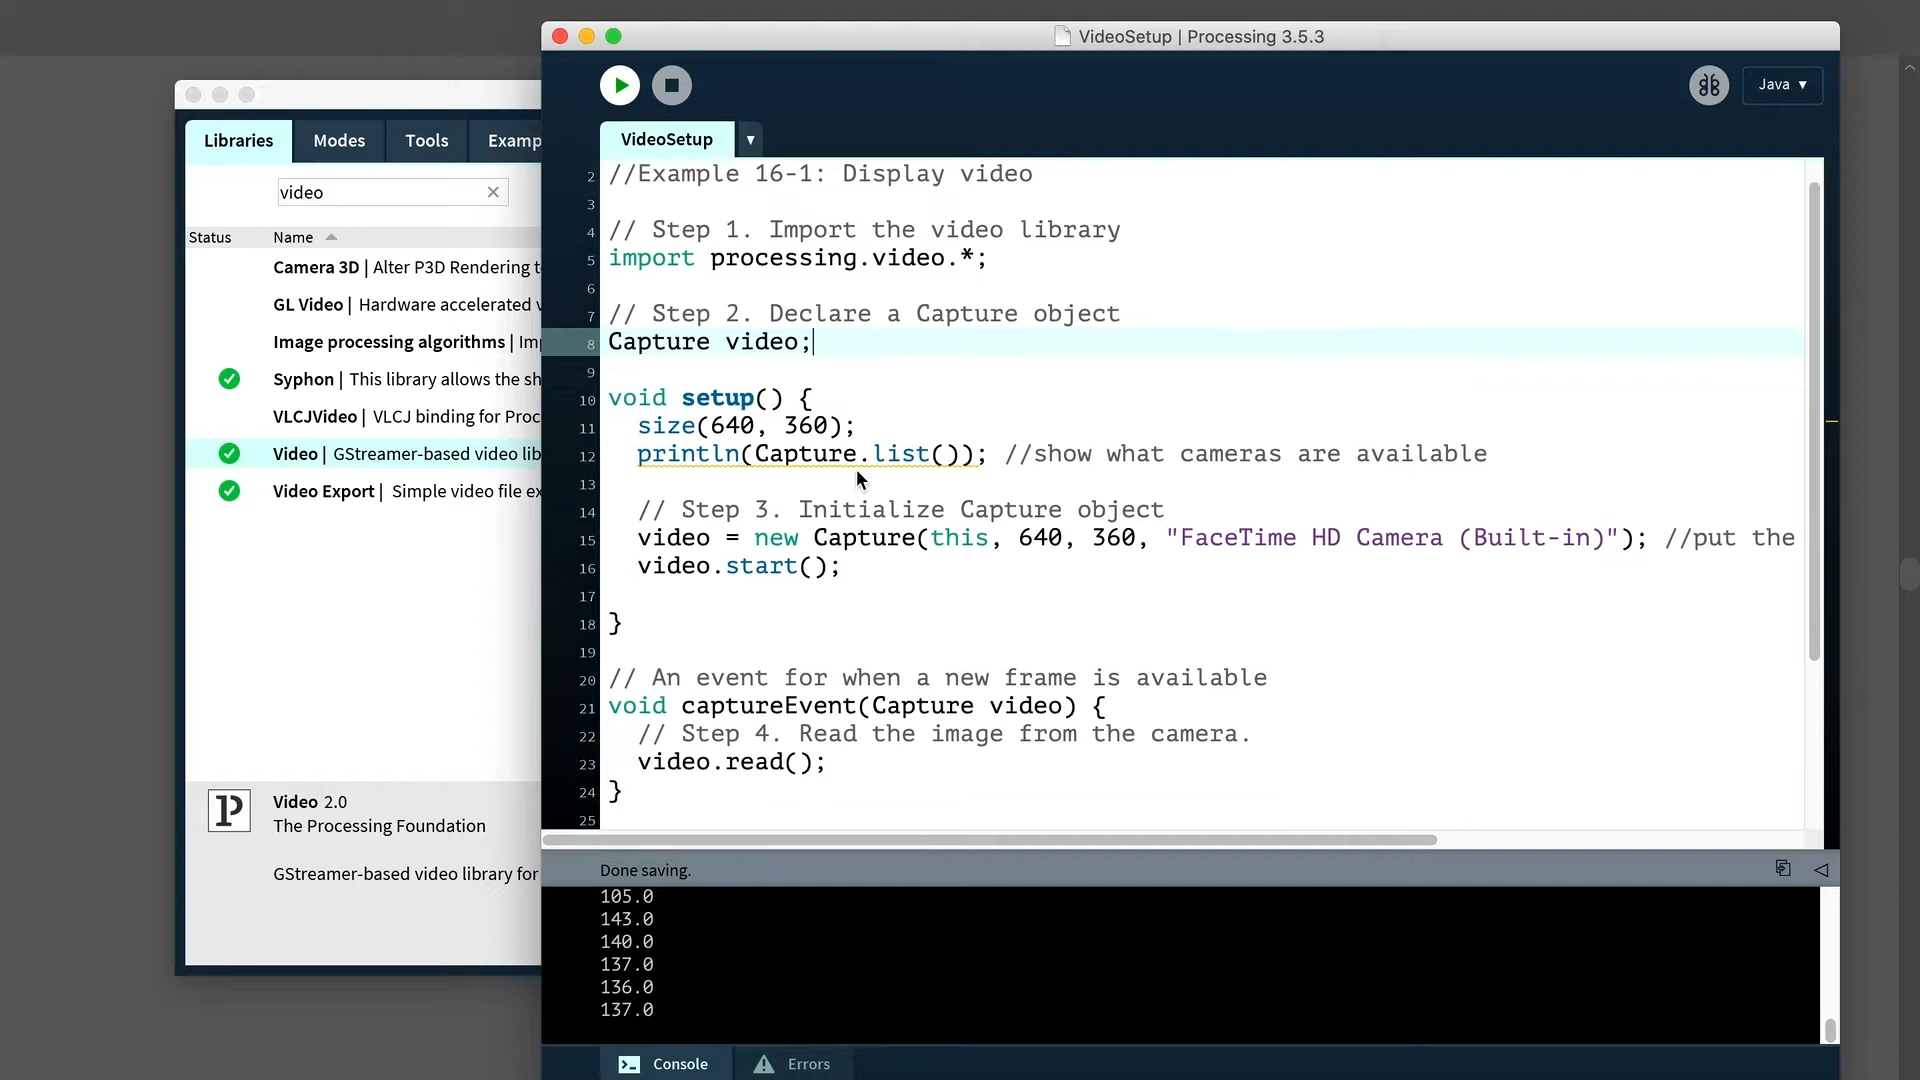 VideoSetup | Processing 3.5.3
Java ▼
Libraries
Modes
Tools
Examp
video
Status
Name
Camera 3D | Alter P3D Rendering t
GL Video | Hardware accelerated v
Image processing algorithms | Im
Syphon | This library allows the sh
VLCJVideo | VLCJ binding for Proc
Video | GStreamer-based video lib
Video Export | Simple video file ex
P
Video 2.0
The Processing Foundation
GStreamer-based video library for
VideoSetup
2 //Example 16-1: Display video
3
4 // Step 1. Import the video library
5 import processing.video.*;
6
7 // Step 2. Declare a Capture object
8 Capture video;
9
10 void setup() {
11 size(640, 360);
12 println(Capture.list()); //show what cameras are available
13
14 // Step 3. Initialize Capture object
15 video = new Capture(this, 640, 360, "FaceTime HD Camera (Built-in)"); //put the
16 video.start();
17
18 }
19
20 // An event for when a new frame is available
21 void captureEvent(Capture video) {
22 // Step 4. Read the image from the camera.
23 video.read();
24 }
25
Done saving.
105.0
143.0
140.0
137.0
136.0
137.0
Console
Errors